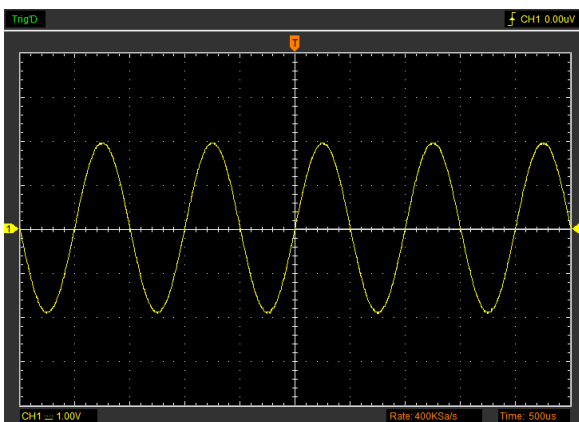 Trig'D
CH1 0.00uV
T
1
CH1 1.00V
Rate: 400KSa/s
Time: 500us